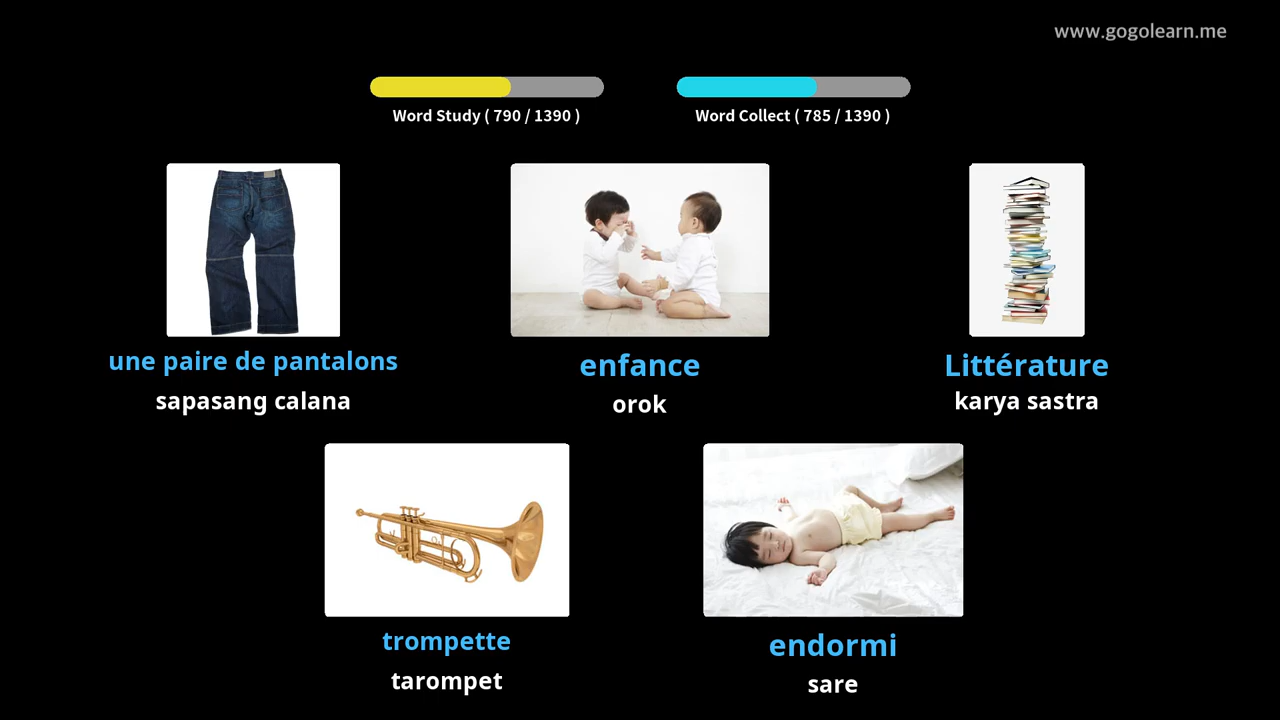 www.gogolearn.me
Word Study ( 790 / 1390 )
Word Collect ( 785 / 1390 )
une paire de pantalons
sapasang calana
enfance
orok
Littérature
karya sastra
trompette
tarompet
endormi
sare